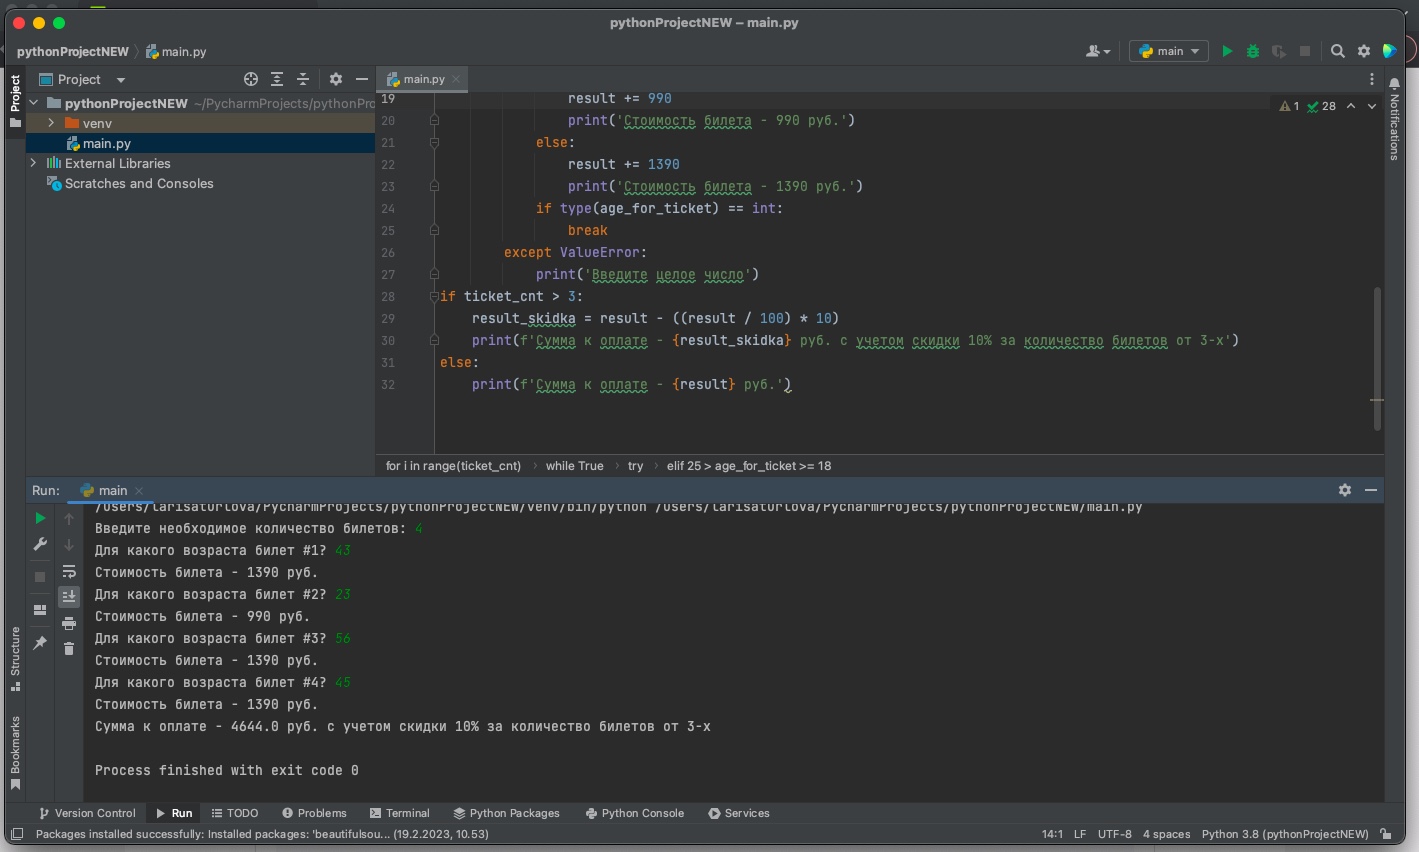 pythonProjectNEW – main.py
pythonProjectNEW
main.py
main
Project
Project
main.py
pythonProjectNEW ~/PycharmProjects/pythonPro
venv
main.py
External Libraries
Scratches and Consoles
1 28
Notifications
19 result += 990
20 print('Стоимость билета - 990 руб.')
21 else:
22 result += 1390
23 print('Стоимость билета - 1390 руб.')
24 if type(age_for_ticket) == int:
25 break
26 except ValueError:
27 print('Введите целое число')
28 if ticket_cnt > 3:
29 result_skidka = result - ((result / 100) * 10)
30 print(f'Сумма к оплате - {result_skidka} руб. с учетом скидки 10% за количество билетов от 3-х')
31 else:
32 print(f'Сумма к оплате - {result} руб.')
for i in range(ticket_cnt) › while True › try › elif 25 > age_for_ticket >= 18
Run: main
/Users/larisaorlova/PycharmProjects/pythonProjectNEW/venv/bin/python /Users/larisaorlova/PycharmProjects/pythonProjectNEW/main.py
Введите необходимое количество билетов: 4
Для какого возраста билет #1? 43
Стоимость билета - 1390 руб.
Для какого возраста билет #2? 23
Стоимость билета - 990 руб.
Для какого возраста билет #3? 56
Стоимость билета - 1390 руб.
Для какого возраста билет #4? 45
Стоимость билета - 1390 руб.
Сумма к оплате - 4644.0 руб. с учетом скидки 10% за количество билетов от 3-х
Process finished with exit code 0
Structure
Bookmarks
Version Control Run TODO Problems Terminal Python Packages Python Console Services
Packages installed successfully: Installed packages: 'beautifulsou... (19.2.2023, 10.53) 14:1 LF UTF-8 4 spaces Python 3.8 (pythonProjectNEW)